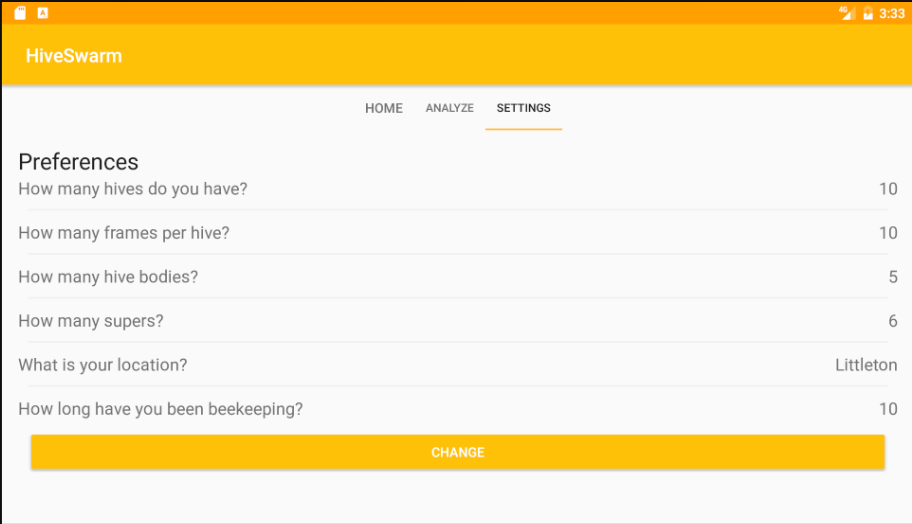 4G 3:33
HiveSwarm
HOME ANALYZE SETTINGS
Preferences
How many hives do you have? 10
How many frames per hive? 10
How many hive bodies? 5
How many supers? 6
What is your location? Littleton
How long have you been beekeeping? 10
CHANGE